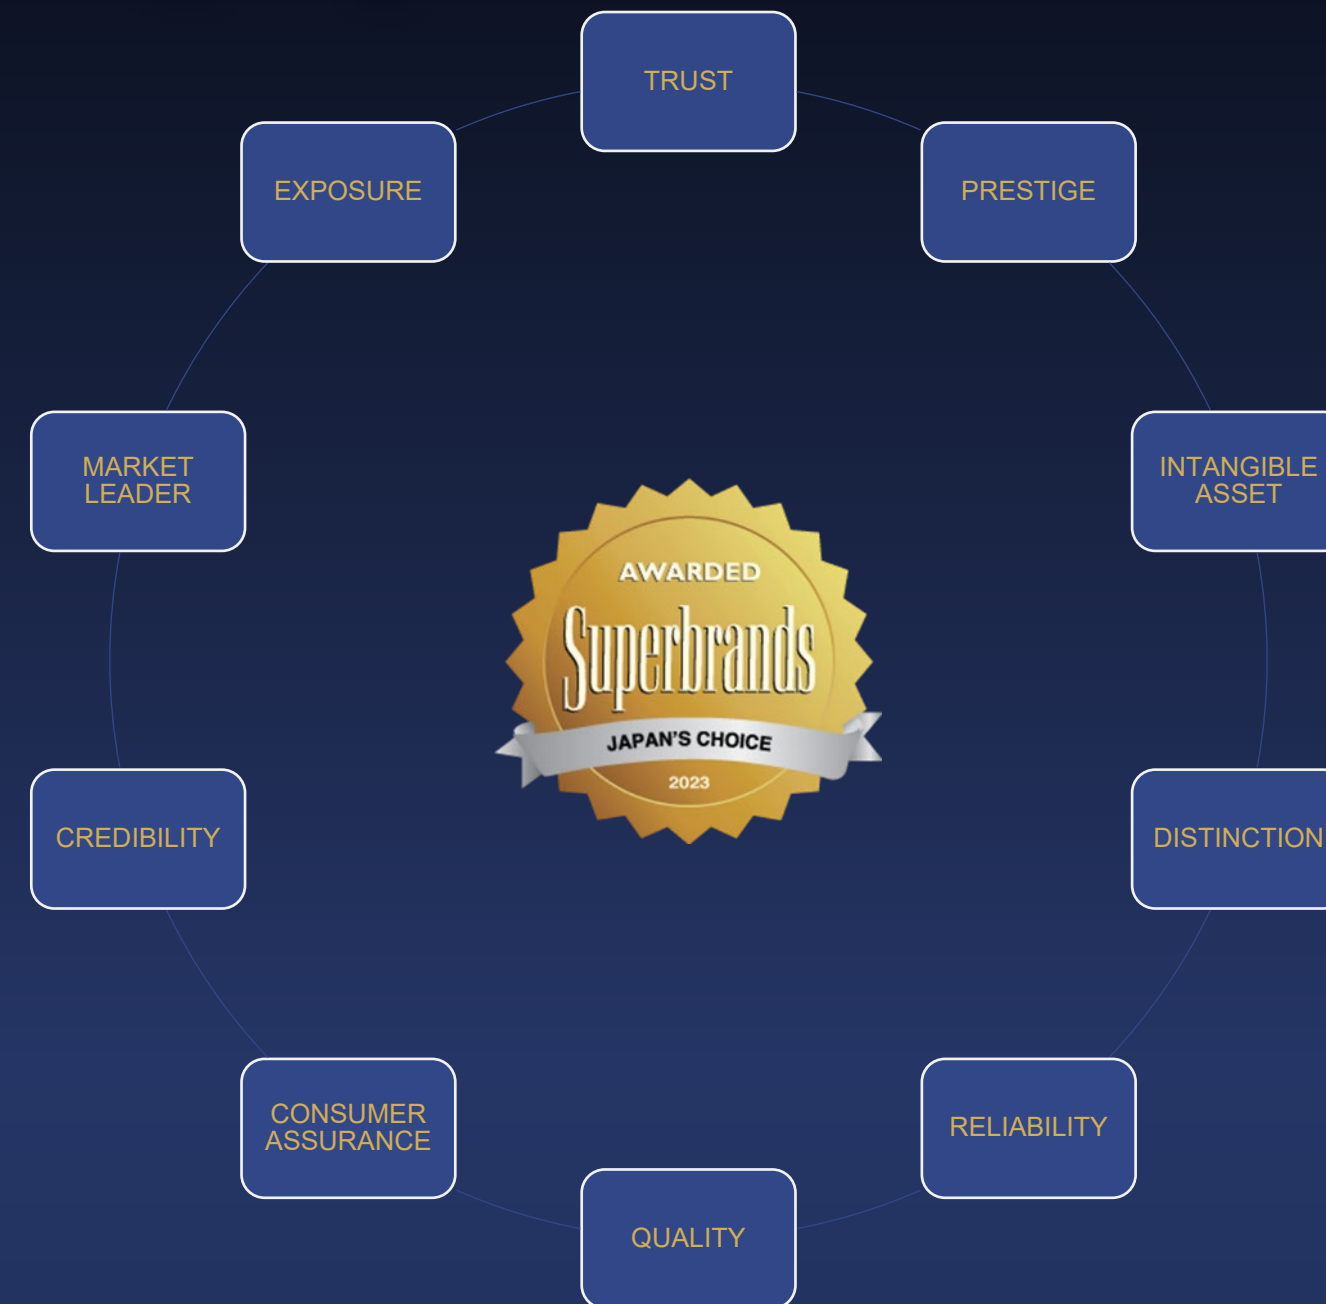 TRUST
EXPOSURE
PRESTIGE
MARKET
LEADER
INTANGIBLE
ASSET
AWARDED
Superbrands
JAPAN'S CHOICE
2023
CREDIBILITY
DISTINCTION
CONSUMER
ASSURANCE
RELIABILITY
QUALITY